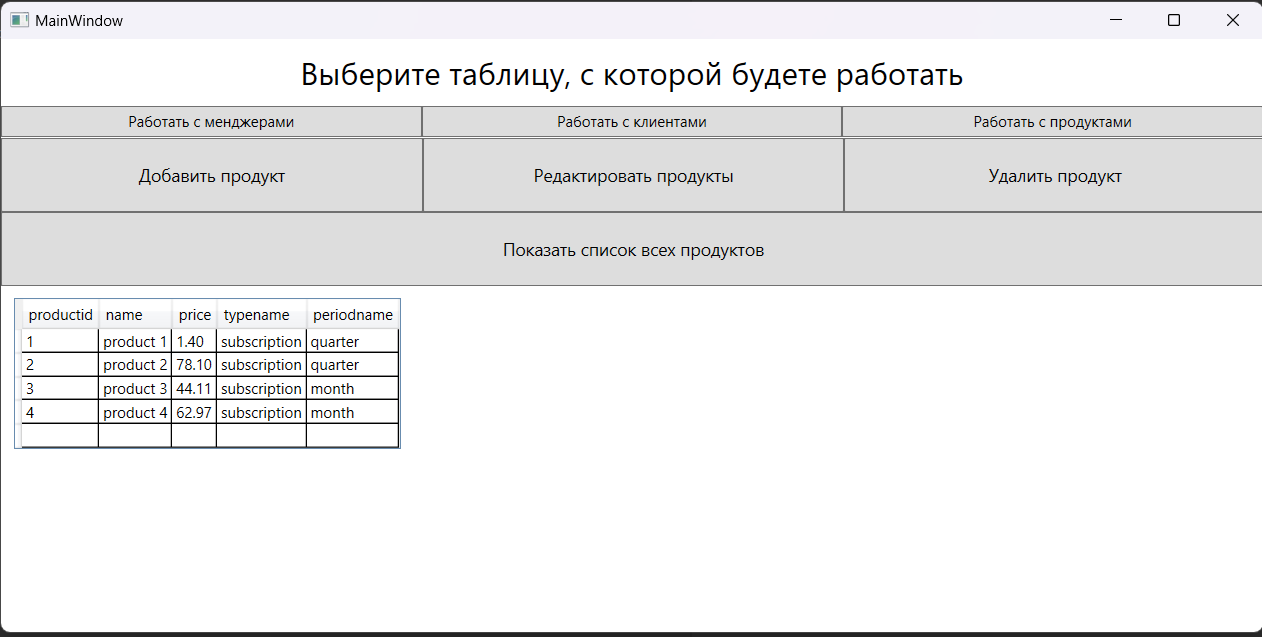 MainWindow
Выберите таблицу, с которой будете работать
Работать с менджерами Работать с клиентами Работать с продуктами
Добавить продукт Редактировать продукты Удалить продукт
Показать список всех продуктов
productid name price typename periodname
1 product 1 1.40 subscription quarter
2 product 2 78.10 subscription quarter
3 product 3 44.11 subscription month
4 product 4 62.97 subscription month